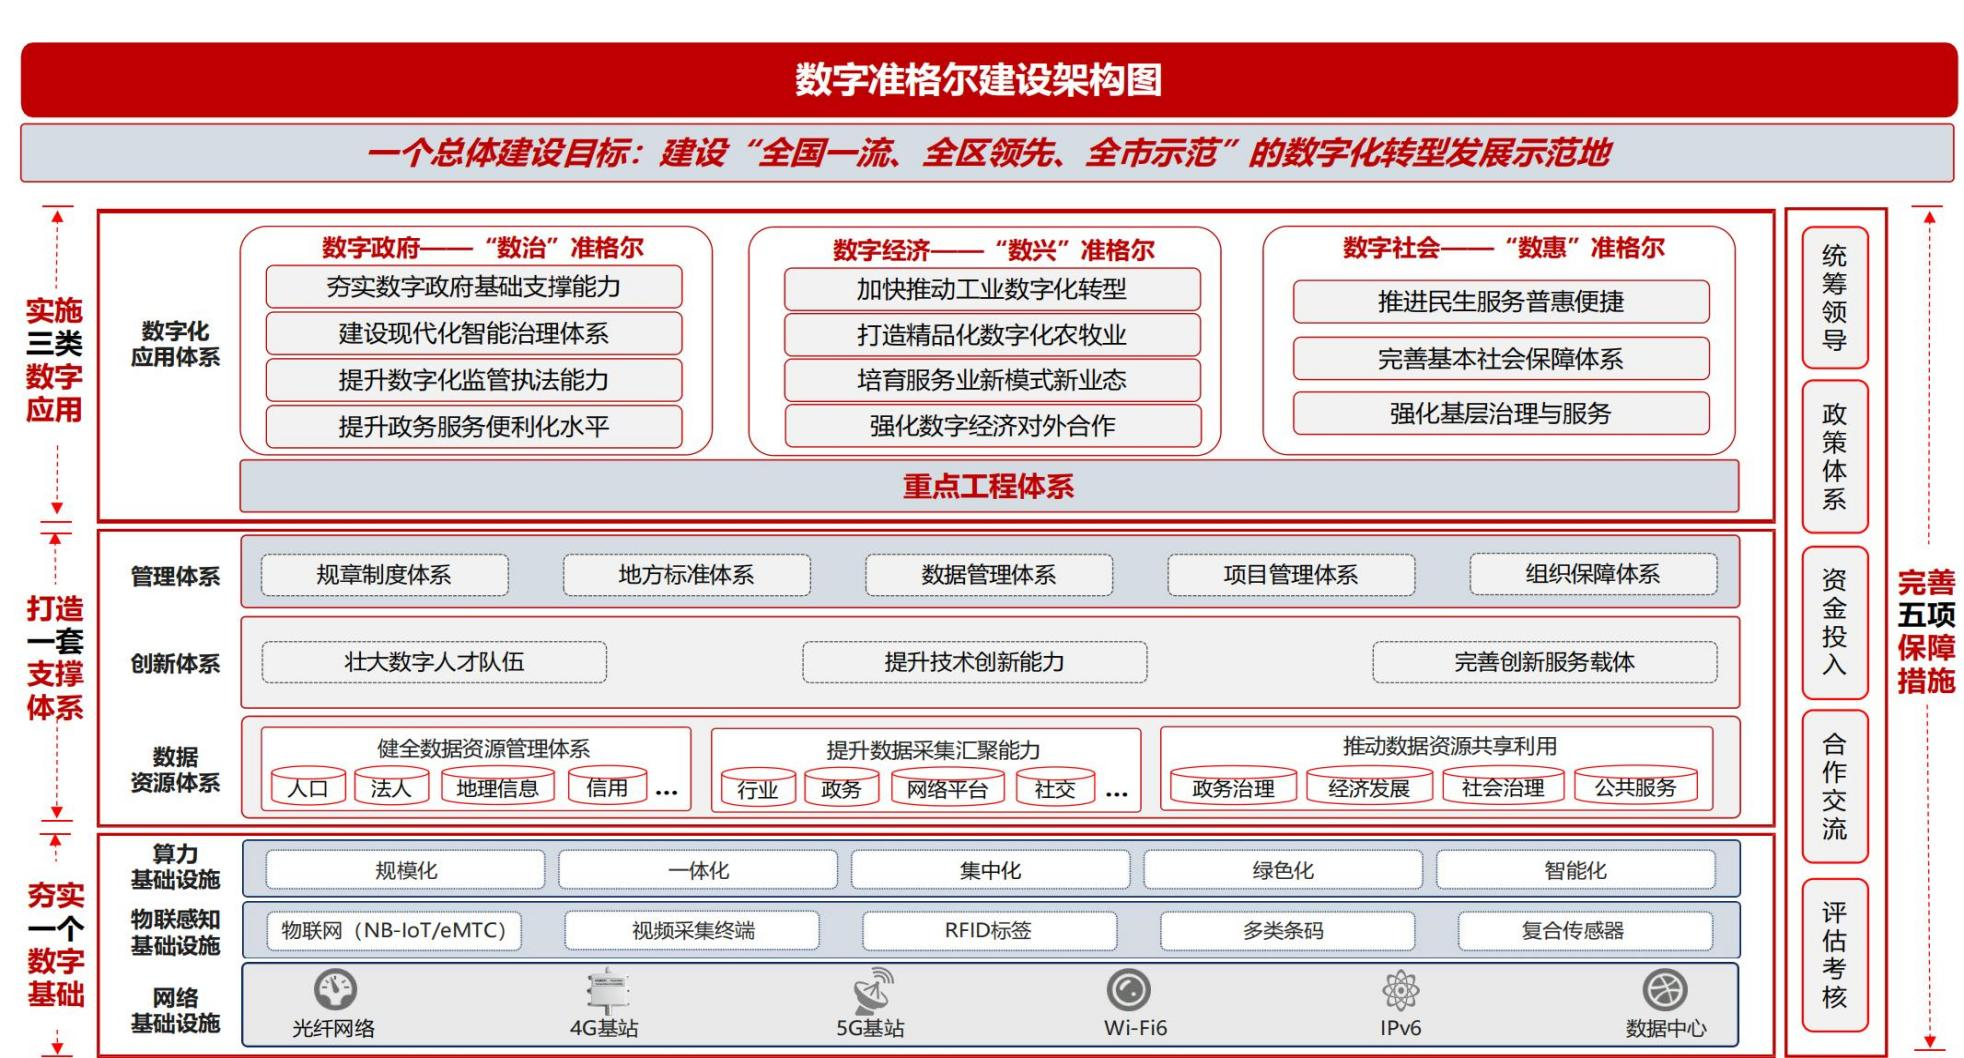 数字准格尔建设架构图
一个总体建设目标：建设“全国一流、全区领先、全市示范”的数字化转型发展示范地
实施
三类
数字
应用
数字化
应用体系
数字政府——“数治”准格尔
夯实数字政府基础支撑能力
建设现代化智能治理体系
提升数字化监管执法能力
提升政务服务便利化水平
数字经济——“数兴”准格尔
加快推动工业数字化转型
打造精品化数字化农牧业
培育服务业新模式新业态
强化数字经济对外合作
数字社会——“数惠”准格尔
推进民生服务普惠便捷
完善基本社会保障体系
强化基层治理与服务
重点工程体系
打造
一套
支撑
体系
管理体系
规章制度体系
地方标准体系
数据管理体系
项目管理体系
组织保障体系
创新体系
壮大数字人才队伍
提升技术创新能力
完善创新服务载体
数据
资源体系
健全数据资源管理体系
人口
法人
地理信息
信用
...
提升数据采集汇聚能力
行业
政务
网络平台
社交
...
推动数据资源共享利用
政务治理
经济发展
社会治理
公共服务
夯实
一个
数字
基础
算力
基础设施
规模化
一体化
集中化
绿色化
智能化
物联感知
基础设施
物联网（NB-IoT/eMTC）
视频采集终端
RFID标签
多类条码
复合传感器
网络
基础设施
光纤网络
4G基站
5G基站
Wi-Fi6
IPv6
数据中心
统筹领导
政策体系
资金投入
合作交流
评估考核
完善
五项
保障
措施